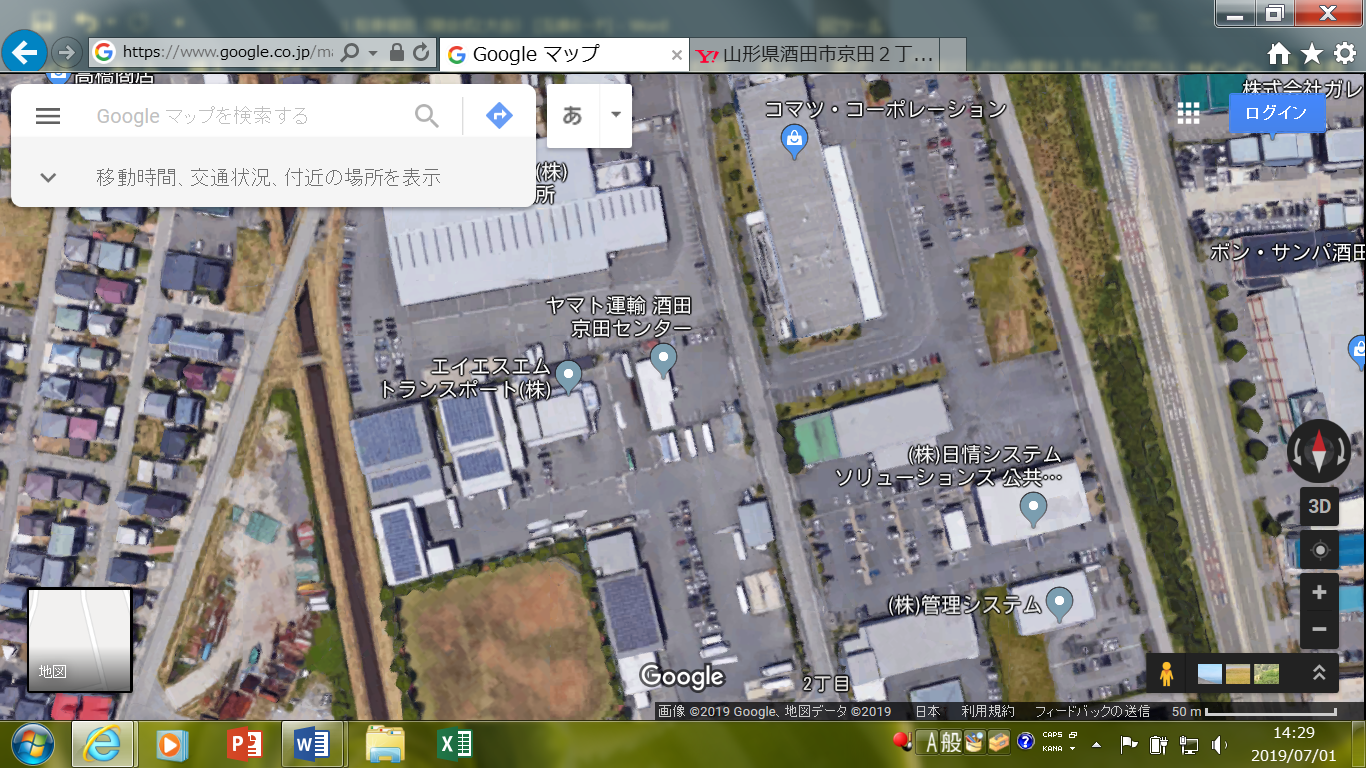 https://www.google.co.jp/m
Google マップ
山形県酒田市京田２丁...
高橋商店
Google マップを検索する
あ
移動時間、交通状況、付近の場所を表示
(株)
所
コマツ・コーポレーション
株式会社ガレ
ログイン
ボン・サンパ酒田
ヤマト運輸 酒田
京田センター
エイエスエム
トランスポート(株)
(株)日情システム
ソリューションズ 公共…
3D
(株)管理システム
地図
Google
2丁目
画像 ©2019 Google、地図データ ©2019
日本
利用規約
フィードバックの送信
50 m
A 般
CAPS
KANA
14:29
2019/07/01